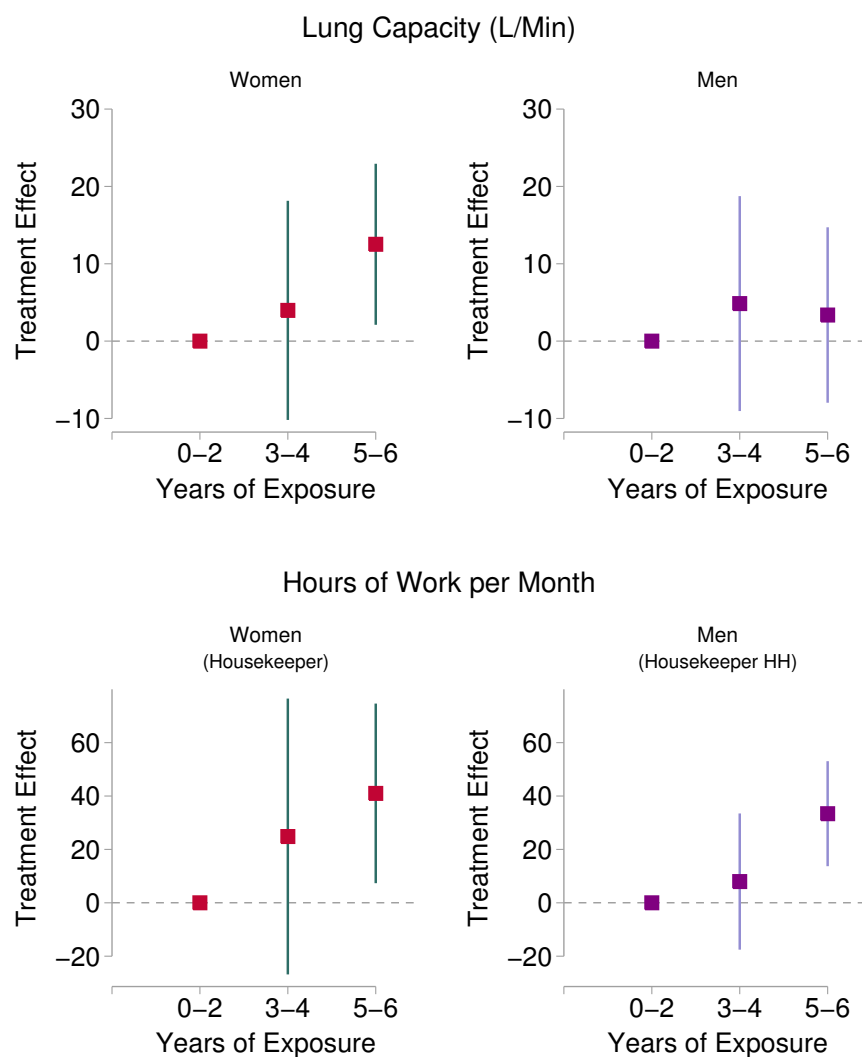 Lung Capacity (L/Min)
Women
Men
Treatment Effect
30
20
10
0
−10
0−2 3−4 5−6
Years of Exposure
Treatment Effect
30
20
10
0
−10
0−2 3−4 5−6
Years of Exposure
Hours of Work per Month
Women
(Housekeeper)
Men
(Housekeeper HH)
Treatment Effect
60
40
20
0
−20
0−2 3−4 5−6
Years of Exposure
Treatment Effect
60
40
20
0
−20
0−2 3−4 5−6
Years of Exposure